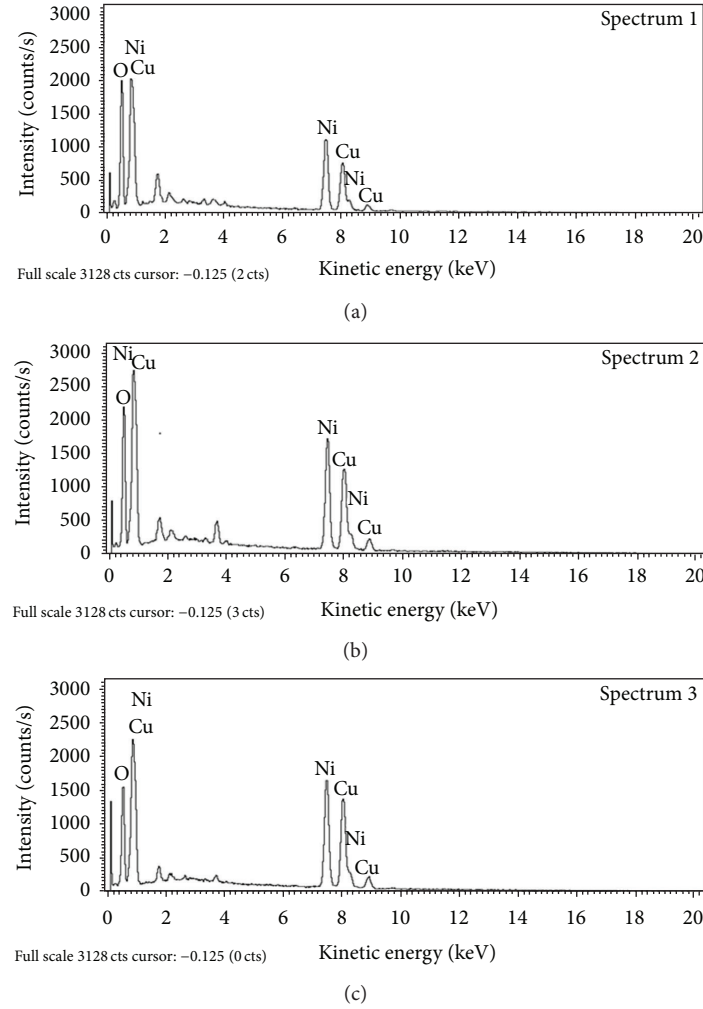 Spectrum 1
Intensity (counts/s)
3000
2500
2000
1500
1000
500
0
O
Ni
Cu
Ni
Cu
Ni
Cu
0 2 4 6 8 10 12 14 16 18 20
Full scale 3128 cts cursor: −0.125 (2 cts)
Kinetic energy (keV)
(a)
Spectrum 2
Intensity (counts/s)
3000
2500
2000
1500
1000
500
0
Ni
Cu
O
Ni
Cu
Ni
Cu
0 2 4 6 8 10 12 14 16 18 20
Full scale 3128 cts cursor: −0.125 (3 cts)
Kinetic energy (keV)
(b)
Spectrum 3
Intensity (counts/s)
3000
2500
2000
1500
1000
500
0
Ni
Cu
O
Ni
Cu
Ni
Cu
0 2 4 6 8 10 12 14 16 18 20
Full scale 3128 cts cursor: −0.125 (0 cts)
Kinetic energy (keV)
(c)